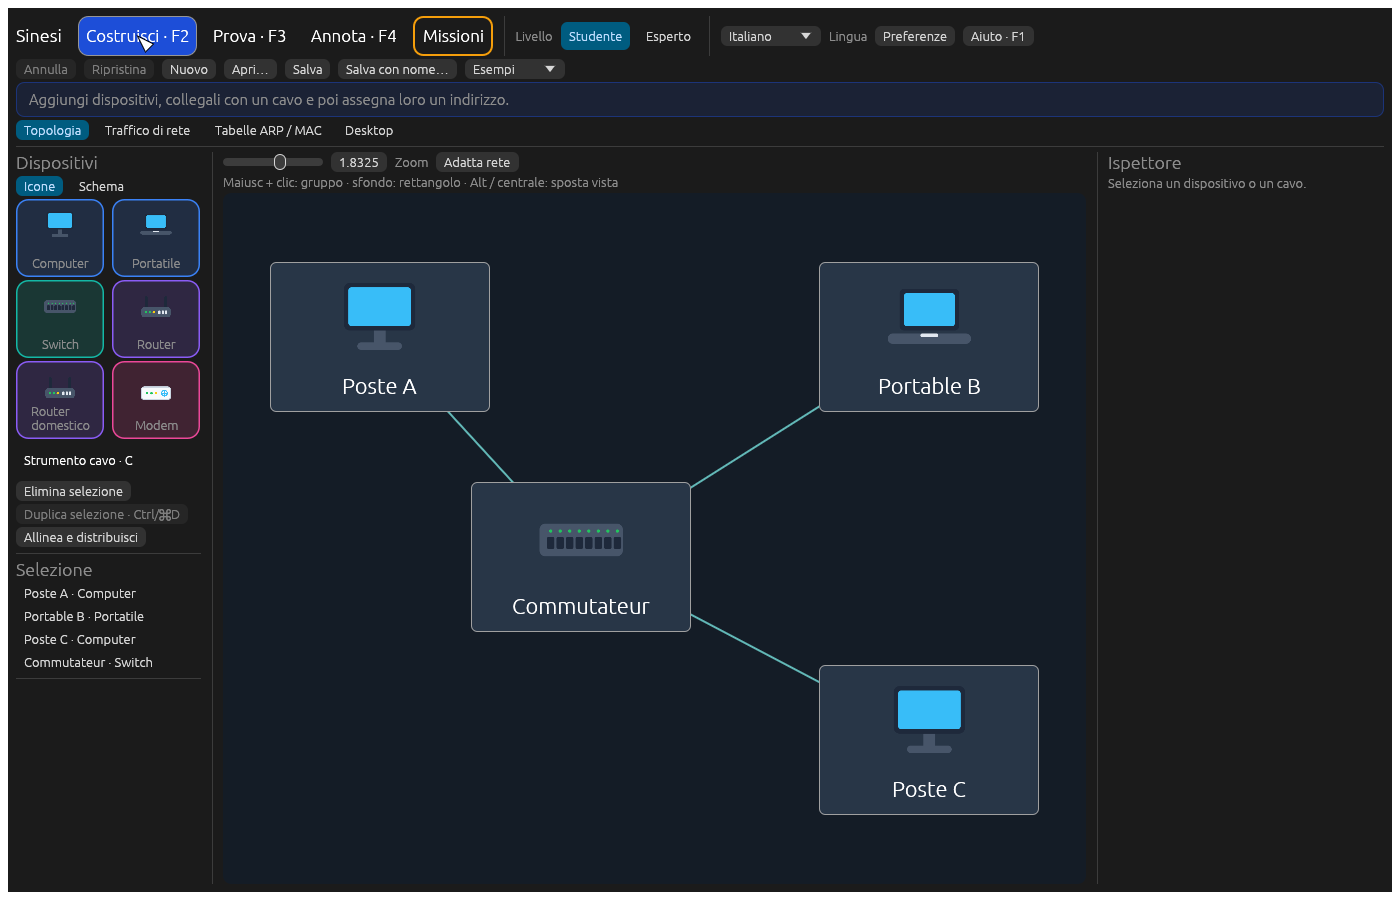 Sinesi Costruisci · F2 Prova · F3 Annota · F4 Missioni Livello Studente Esperto Italiano Lingua Preferenze Aiuto · F1
Annulla Ripristina Nuovo Apri… Salva Salva con nome… Esempi
Aggiungi dispositivi, collegali con un cavo e poi assegna loro un indirizzo.
Topologia Traffico di rete Tabelle ARP / MAC Desktop
Dispositivi
Icone Schema
Computer Portatile
Switch Router
Router
domestico
Modem
Strumento cavo · C
Elimina selezione
Duplica selezione · Ctrl/⌘D
Allinea e distribuisci
Selezione
Poste A · Computer
Portable B · Portatile
Poste C · Computer
Commutateur · Switch
1.8325 Zoom Adatta rete
Maiusc + clic: gruppo · sfondo: rettangolo · Alt / centrale: sposta vista
Poste A
Portable B
Commutateur
Poste C
Ispettore
Seleziona un dispositivo o un cavo.